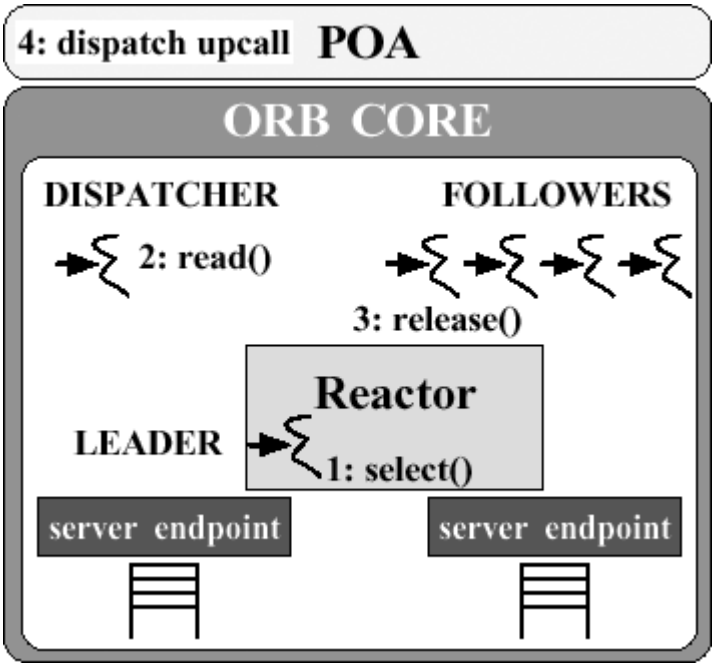 4: dispatch upcall POA
ORB CORE
DISPATCHER FOLLOWERS
2: read()
3: release()
Reactor
LEADER
1: select()
server endpoint server endpoint